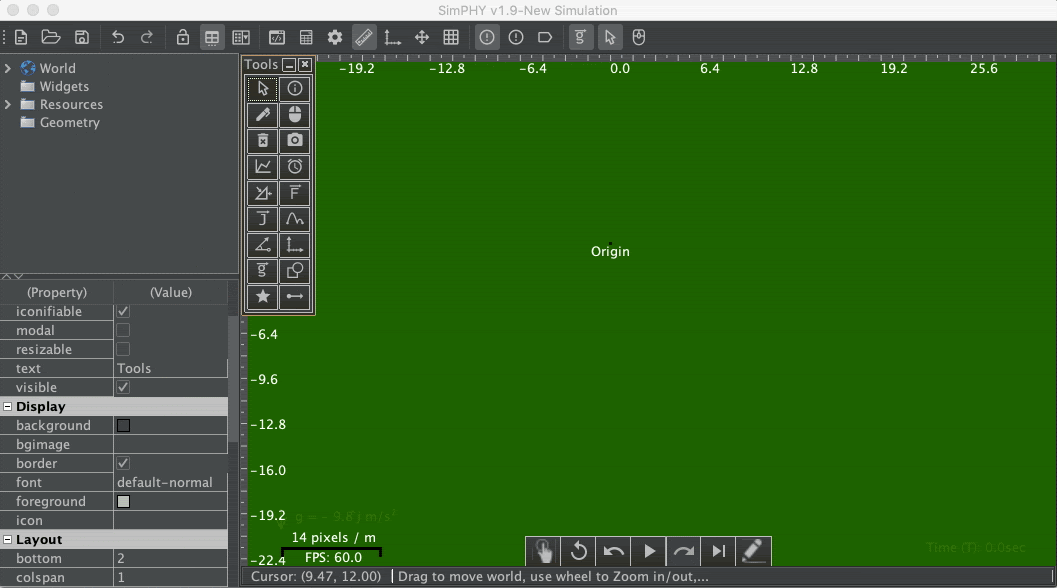 SimPHY v1.9-New Simulation
World
Widgets
Resources
Geometry
(Property) (Value)
iconifiable
modal
resizable
text Tools
visible
Display
background
bgimage
border
font default-normal
foreground
icon
Layout
bottom 2
colspan 1
Tools
F
J
g
g
-19.2 -12.8 -6.4 0.0 6.4 12.8 19.2 25.6
Origin
-6.4
-9.6
-12.8
-16.0
-19.2
-22.4
g = - 9.8 j m/s²
14 pixels / m
FPS: 60.0
Time (T): 0.0sec
Cursor: (9.47, 12.00) Drag to move world, use wheel to Zoom in/out,...